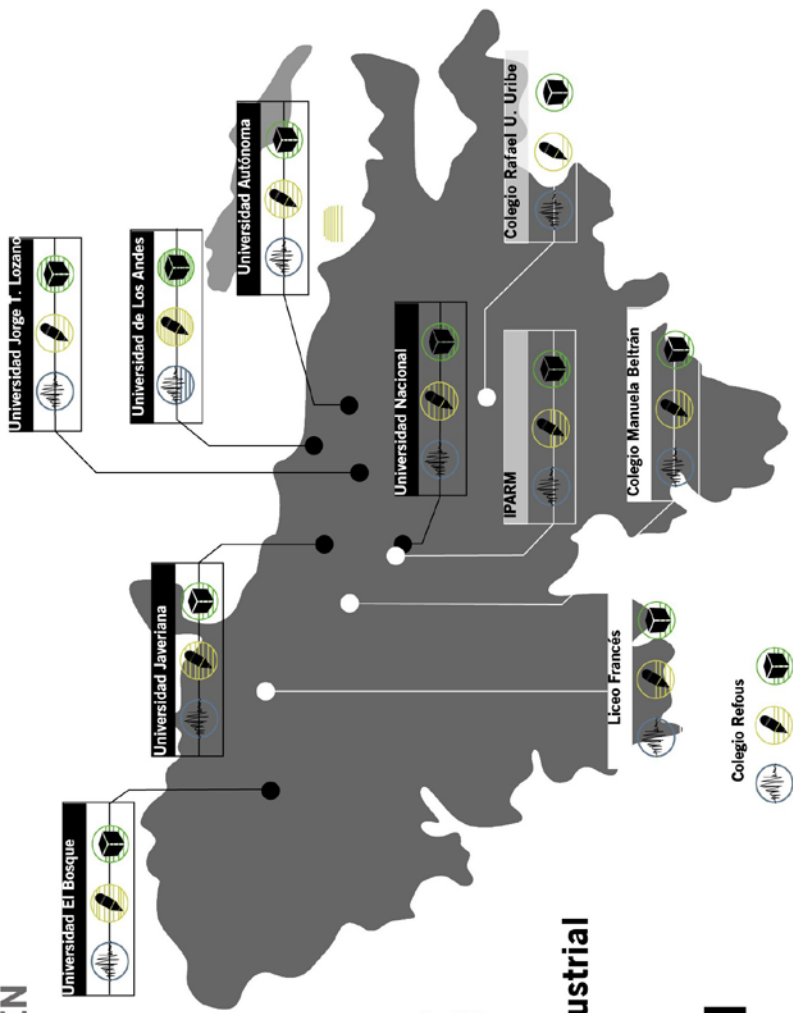 EN
Universidad Jorge T. Lozano
Universidad El Bosque
Universidad de Los Andes
Universidad Javeriana
Universidad Autónoma
Universidad Nacional
IPARM
Colegio Rafael U. Uribe
ustrial
Liceo Francés
Colegio Manuela Beltrán
Colegio Refous